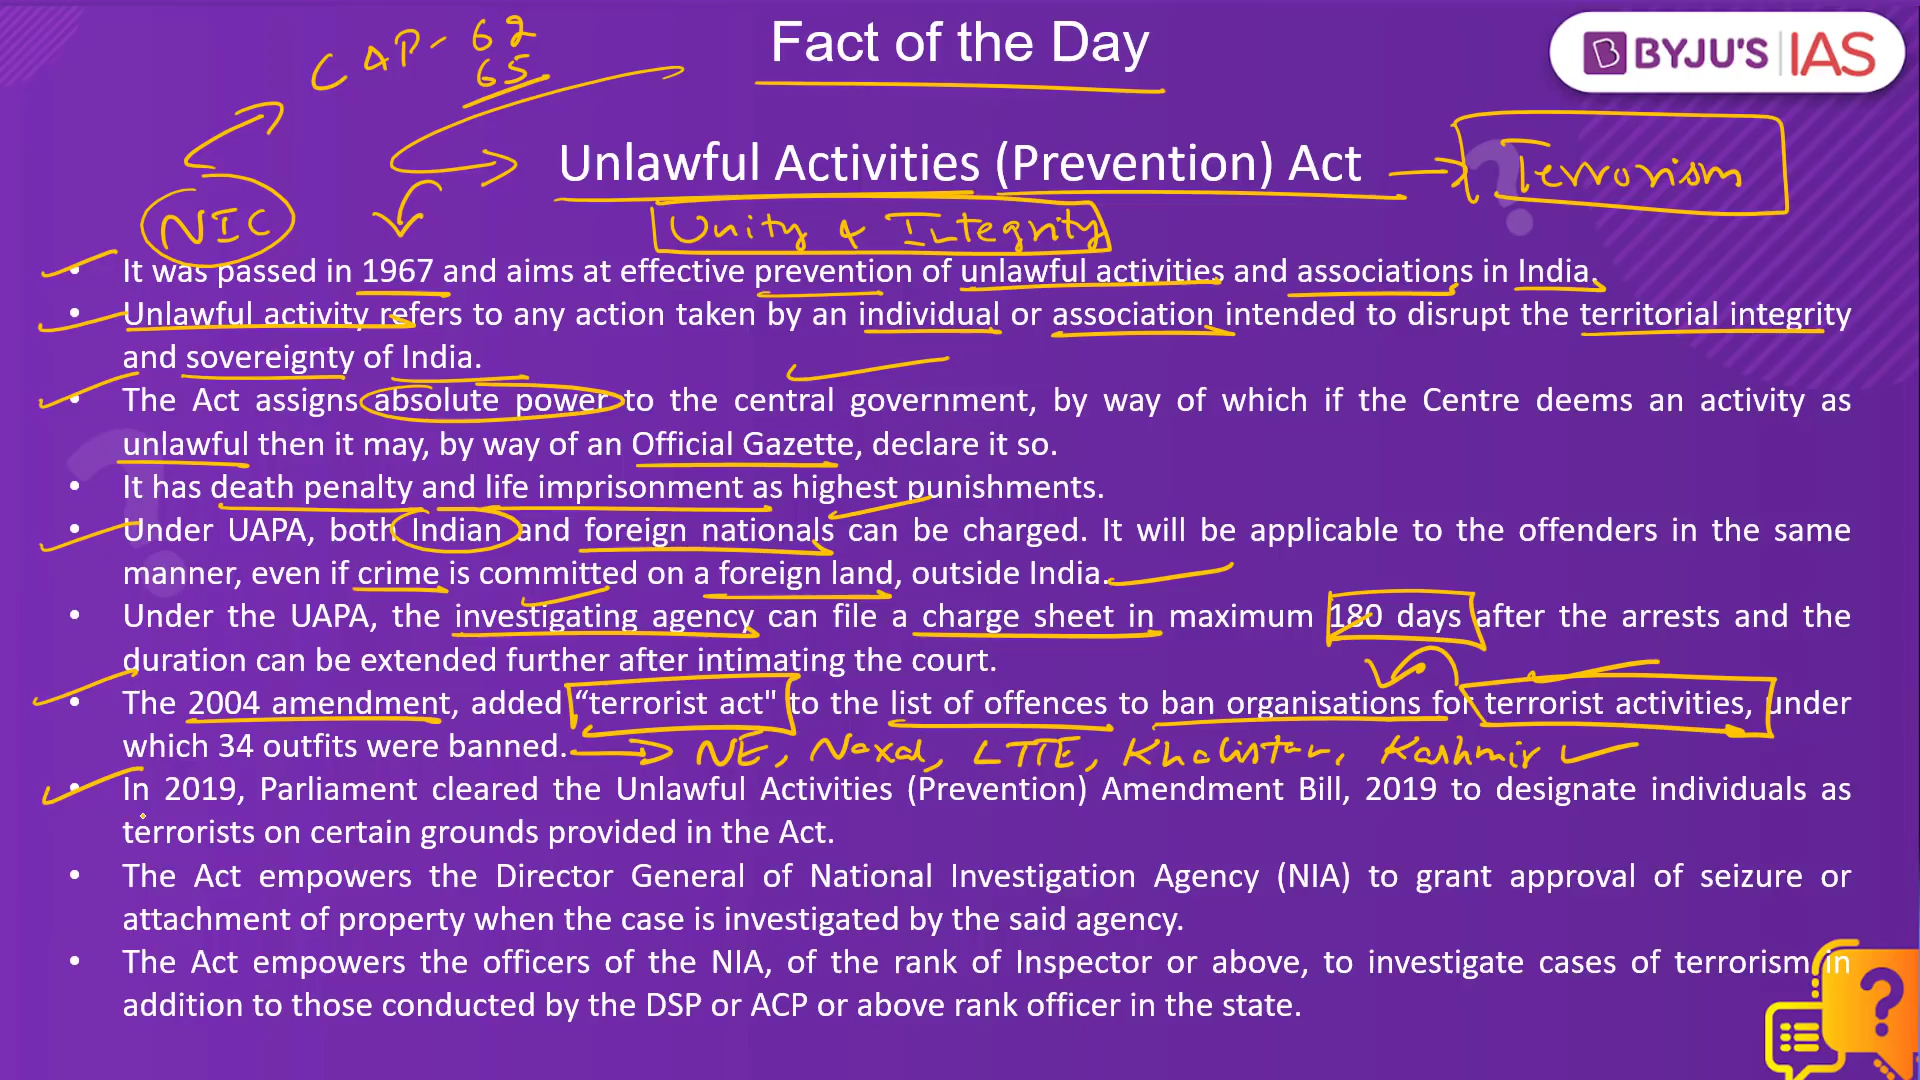 CAP - 62
65
Fact of the Day
BYJU'S IAS
Unlawful Activities (Prevention) Act
Terrorism
NIC
Unity & Integrity
• It was passed in 1967 and aims at effective prevention of unlawful activities and associations in India.
• Unlawful activity refers to any action taken by an individual or association intended to disrupt the territorial integrity
and sovereignty of India.
• The Act assigns absolute power to the central government, by way of which if the Centre deems an activity as
unlawful then it may, by way of an Official Gazette, declare it so.
• It has death penalty and life imprisonment as highest punishments.
• Under UAPA, both Indian and foreign nationals can be charged. It will be applicable to the offenders in the same
manner, even if crime is committed on a foreign land, outside India.
• Under the UAPA, the investigating agency can file a charge sheet in maximum 180 days after the arrests and the
duration can be extended further after intimating the court.
• The 2004 amendment, added “terrorist act" to the list of offences to ban organisations for terrorist activities, under
which 34 outfits were banned.
NE, Naxal, LTTE, Khalistan, Kashmir
• In 2019, Parliament cleared the Unlawful Activities (Prevention) Amendment Bill, 2019 to designate individuals as
terrorists on certain grounds provided in the Act.
• The Act empowers the Director General of National Investigation Agency (NIA) to grant approval of seizure or
attachment of property when the case is investigated by the said agency.
• The Act empowers the officers of the NIA, of the rank of Inspector or above, to investigate cases of terrorism in
addition to those conducted by the DSP or ACP or above rank officer in the state.